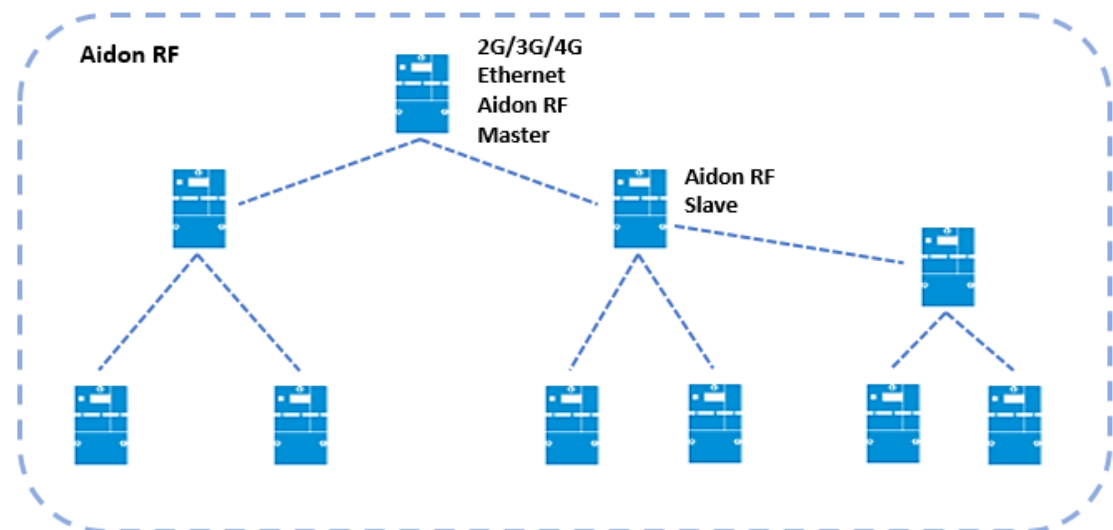 Aidon RF
2G/3G/4G
Ethernet
Aidon RF
Master
Aidon RF
Slave